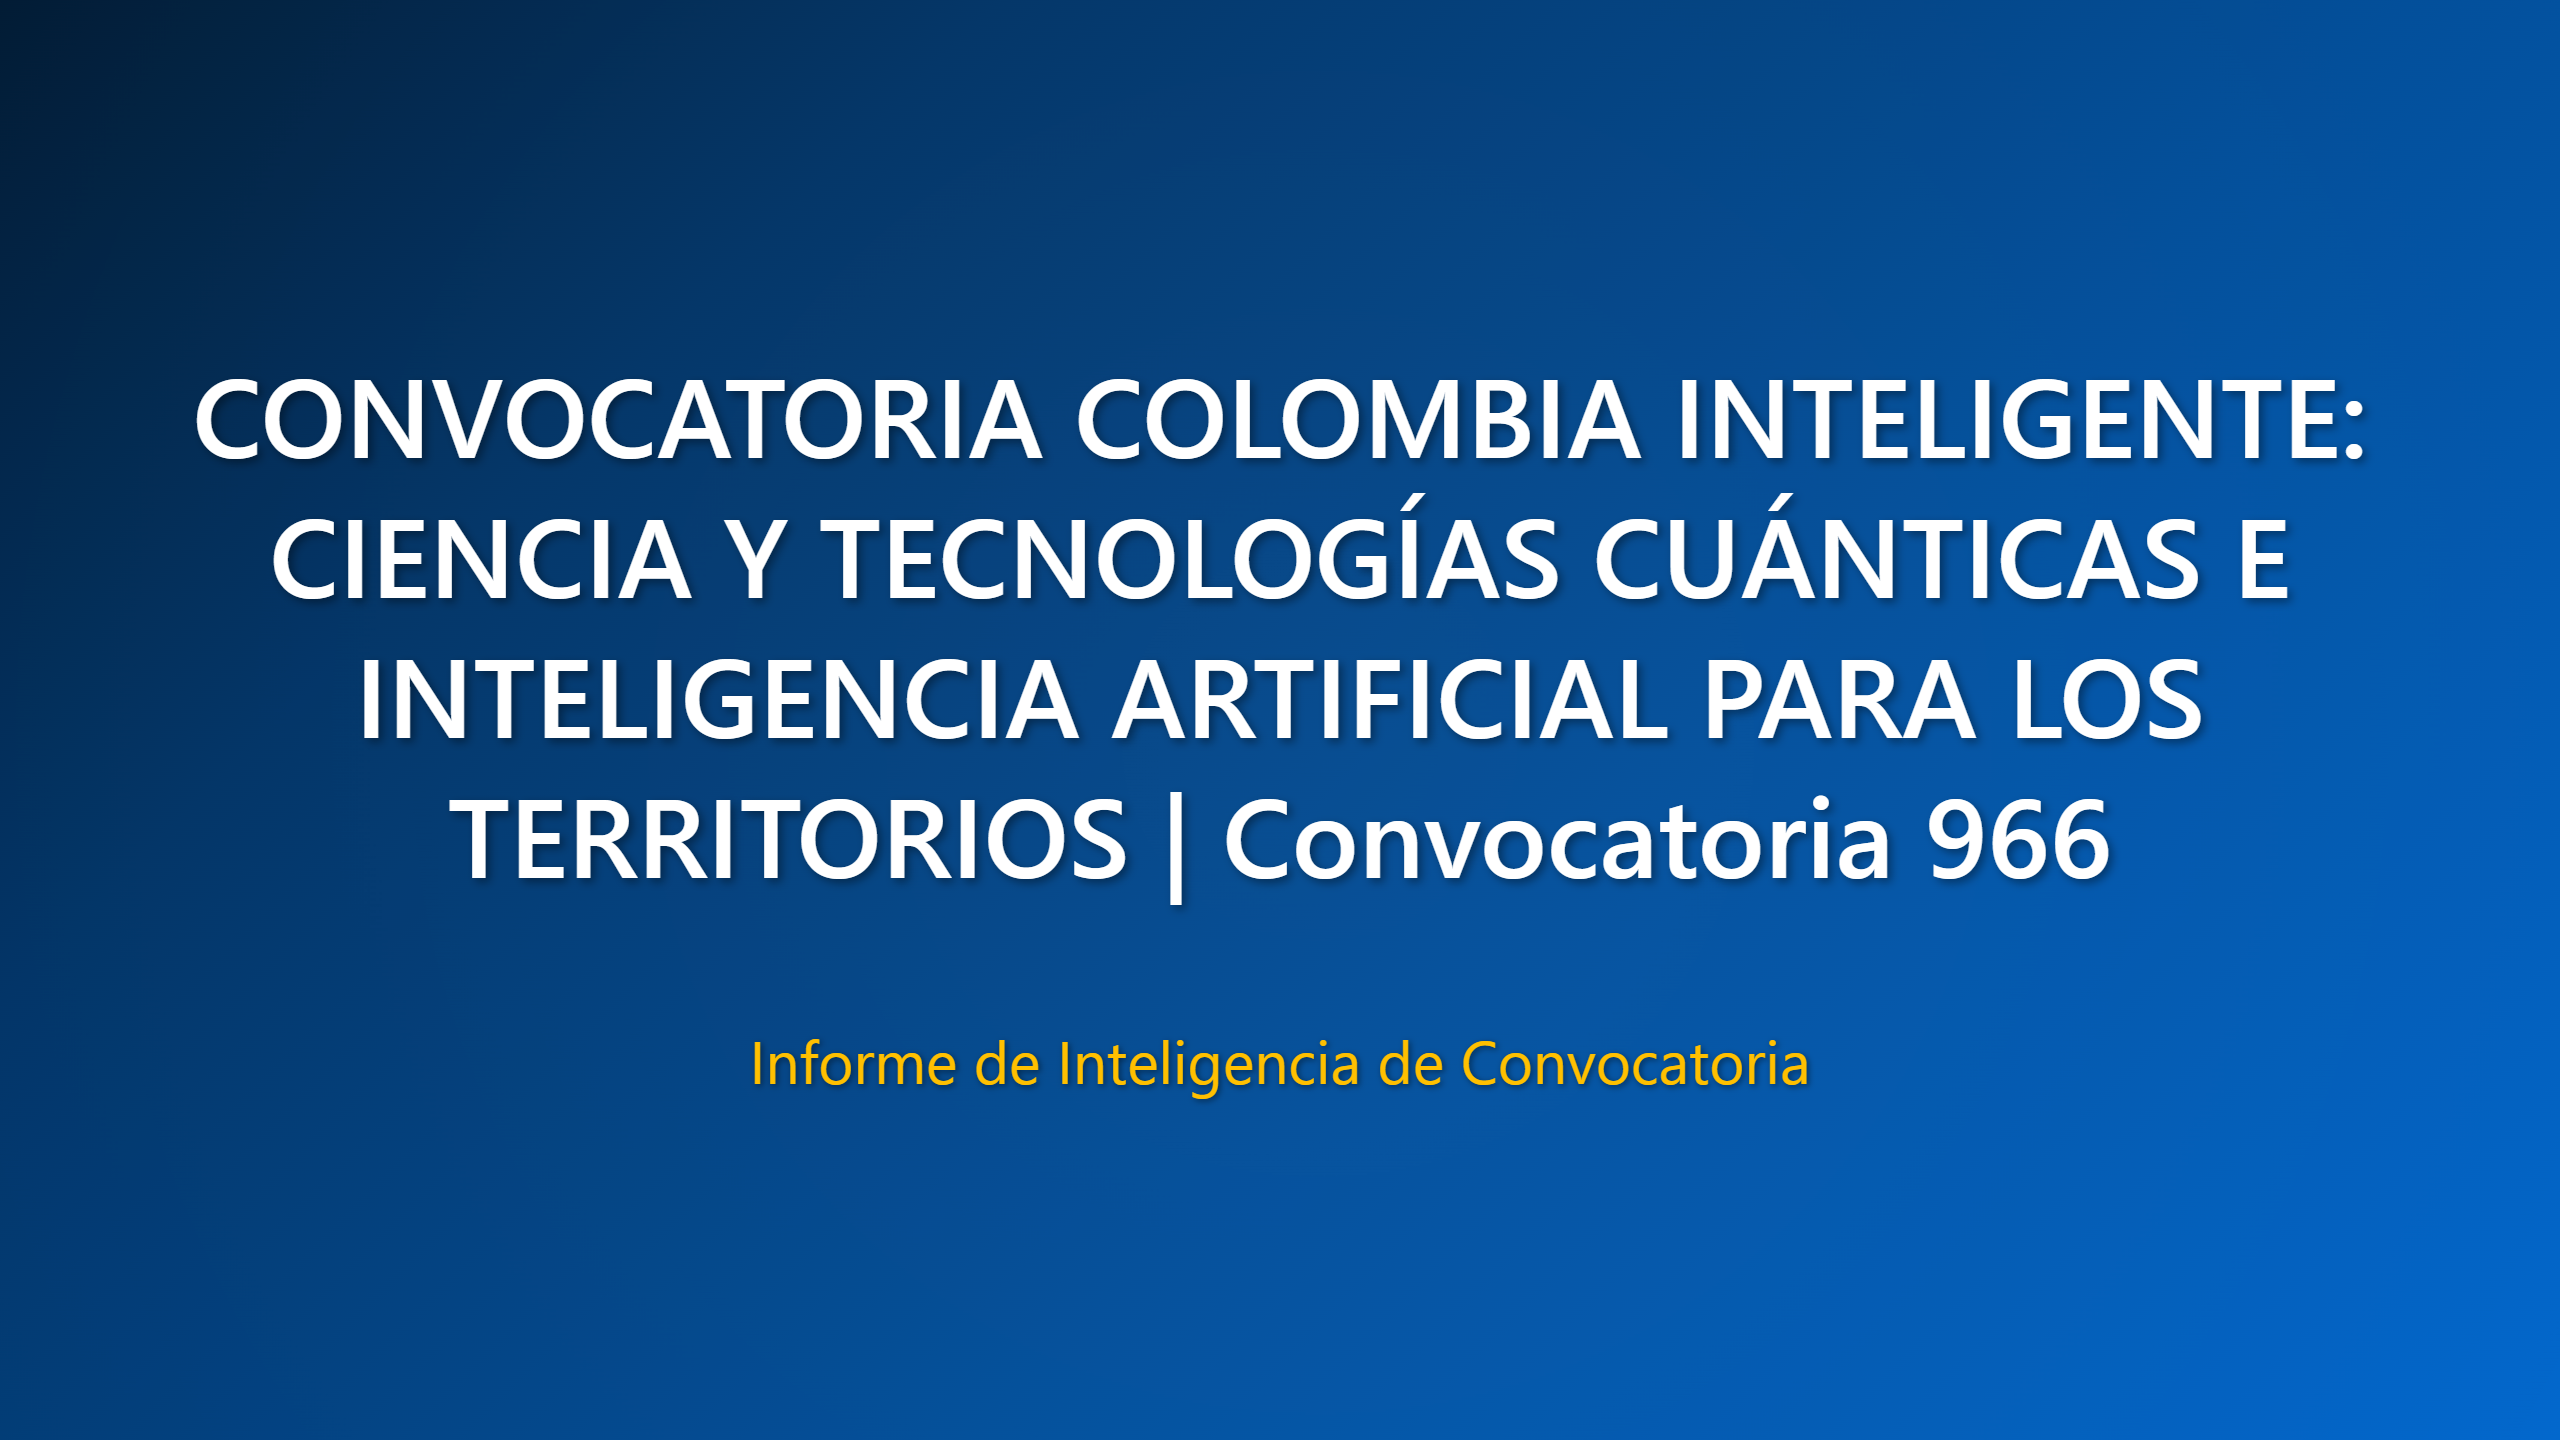 CONVOCATORIA COLOMBIA INTELIGENTE:
CIENCIA Y TECNOLOGÍAS CUÁNTICAS E
INTELIGENCIA ARTIFICIAL PARA LOS
TERRITORIOS | Convocatoria 966
Informe de Inteligencia de Convocatoria